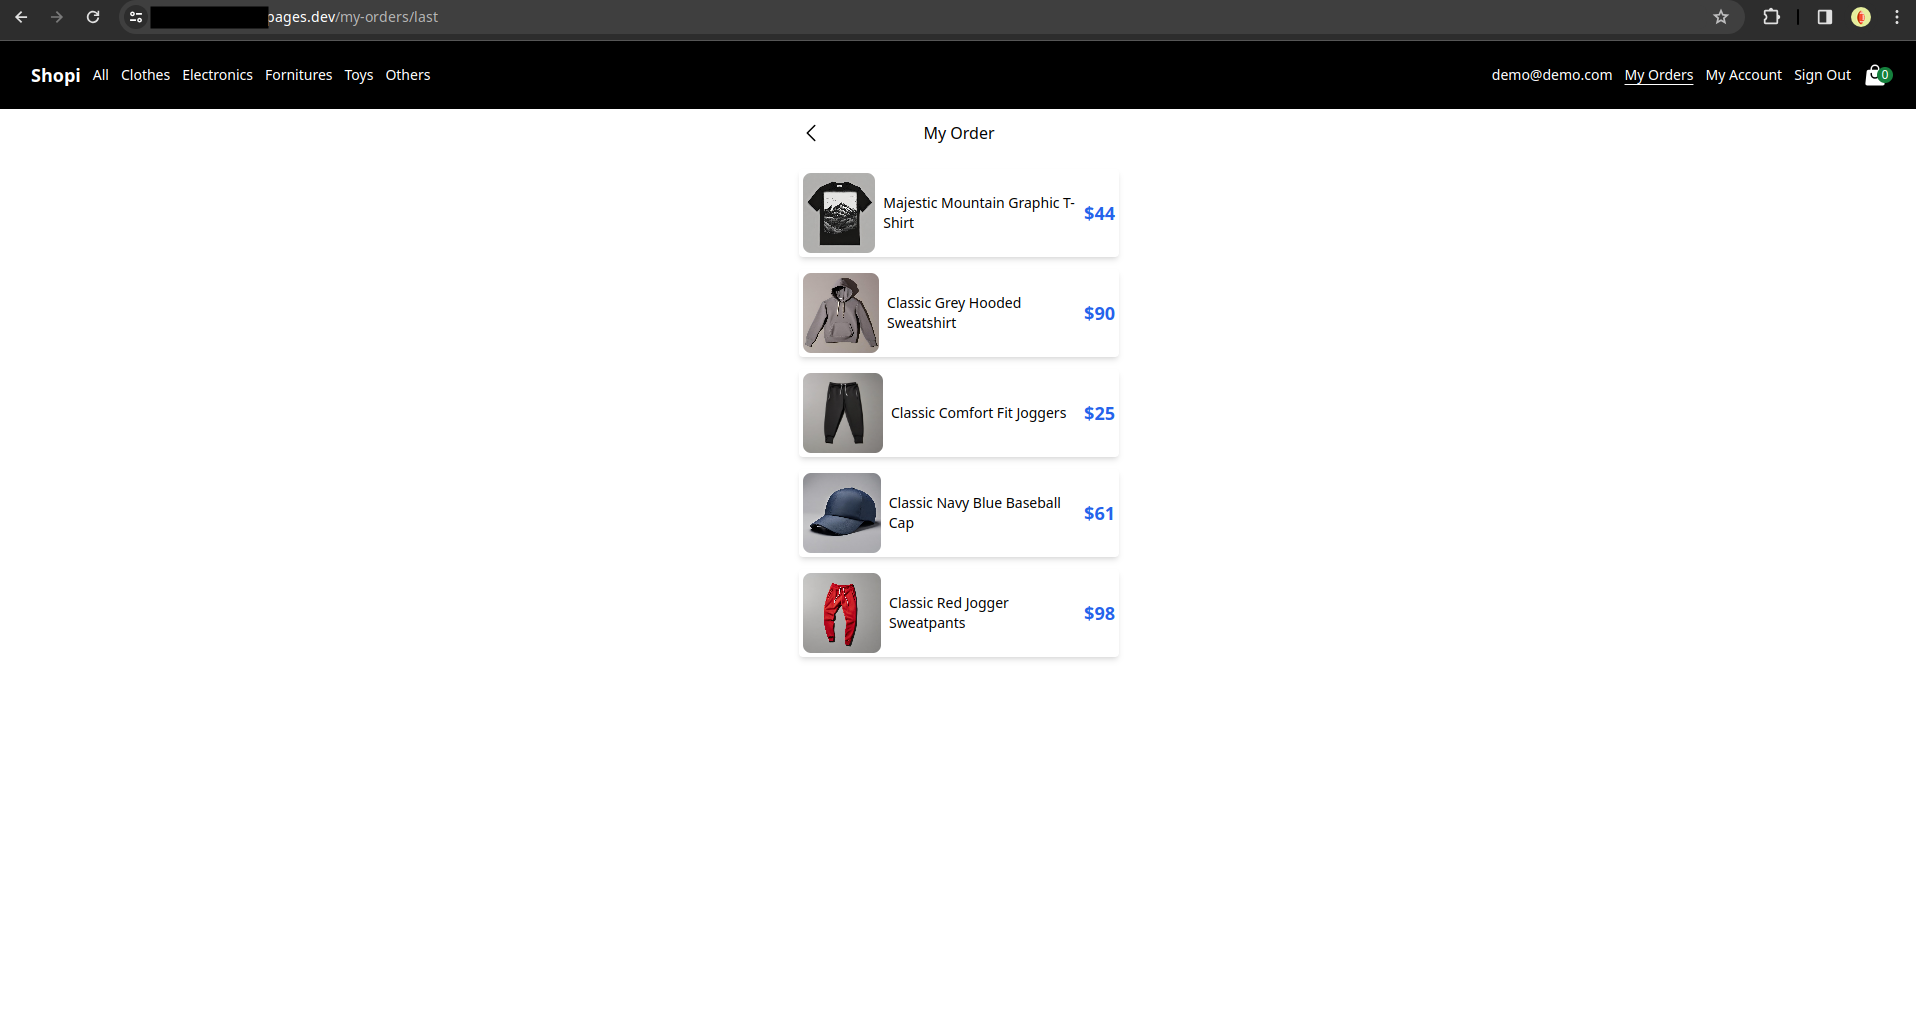 pages.dev/my-orders/last
Shopi All Clothes Electronics Fornitures Toys Others demo@demo.com My Orders My Account Sign Out 0
My Order
Majestic Mountain Graphic T-
Shirt
$44
Classic Grey Hooded
Sweatshirt
$90
Classic Comfort Fit Joggers $25
Classic Navy Blue Baseball
Cap
$61
Classic Red Jogger
Sweatpants
$98